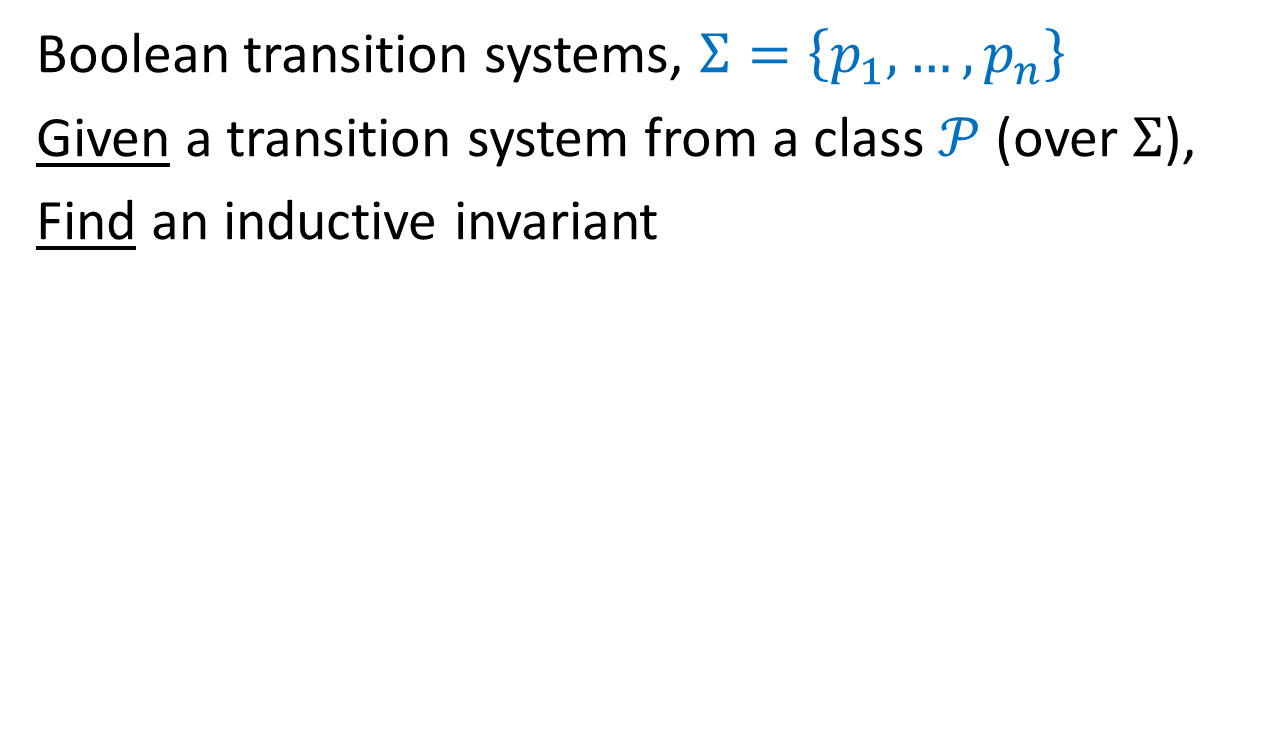 Boolean transition systems, Σ = {p₁, … , pₙ}
Given a transition system from a class 𝒫 (over Σ),
Find an inductive invariant